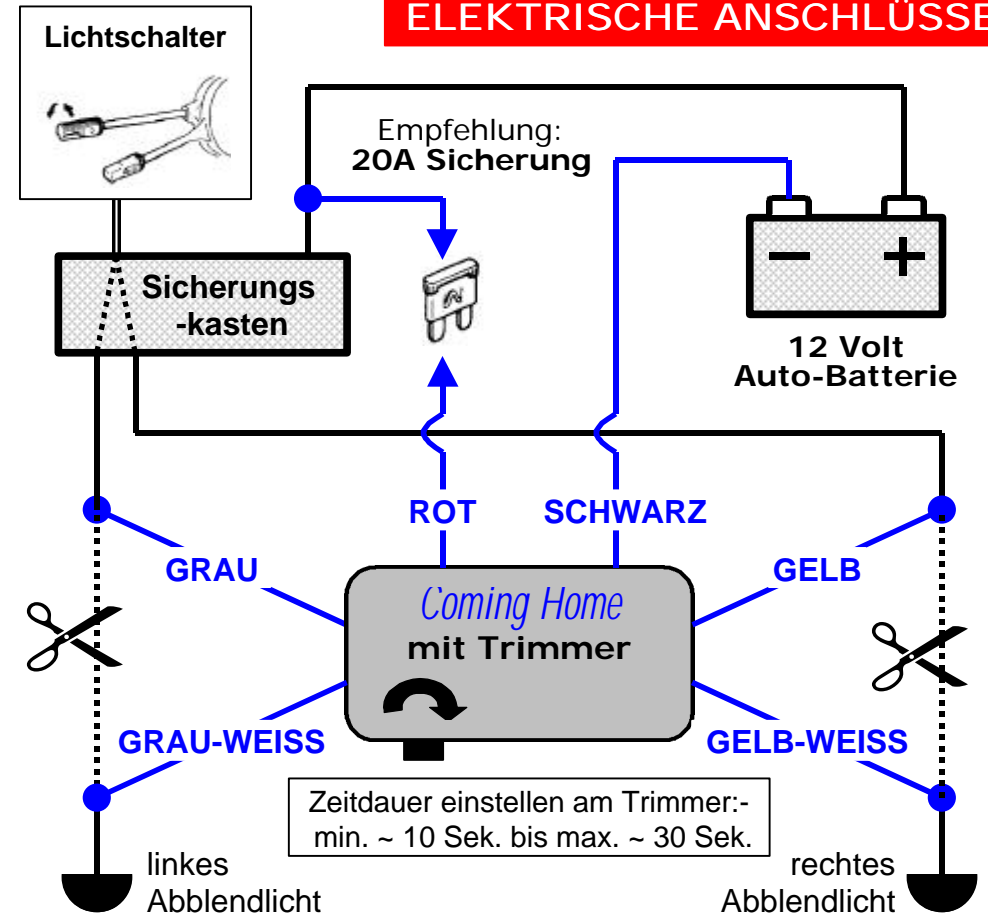 ELEKTRISCHE ANSCHLÜSSE
Lichtschalter
Empfehlung:
20A Sicherung
Sicherungs
-kasten
12 Volt
Auto-Batterie
ROT
SCHWARZ
GRAU
GELB
Coming Home
mit Trimmer
GRAU-WEISS
GELB-WEISS
Zeitdauer einstellen am Trimmer:-
min. ~ 10 Sek. bis max. ~ 30 Sek.
linkes
Abblendlicht
rechtes
Abblendlicht